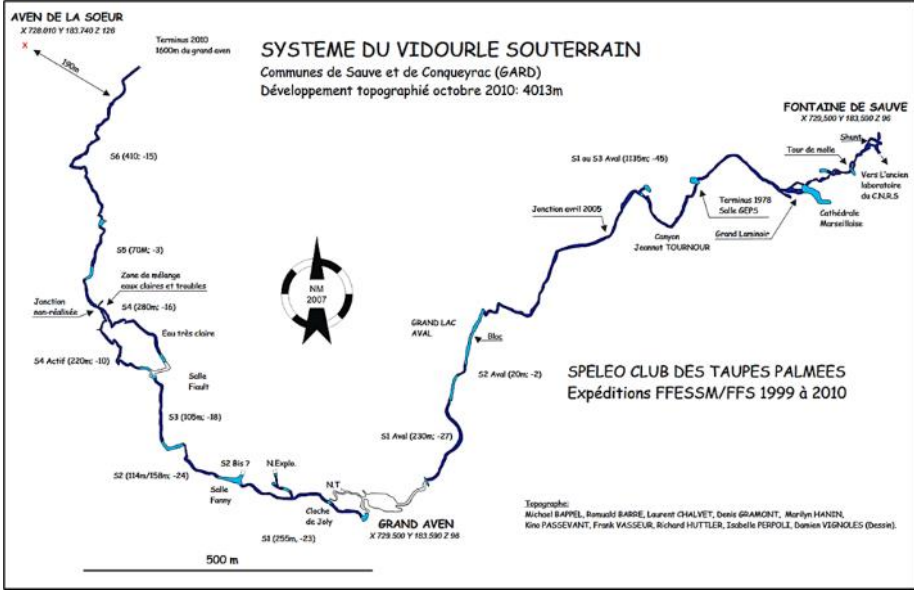 AVEN DE LA SOEUR
X 728.010 Y 183.740 Z 126
X
190m
Terminus 2010
1600m du grand aven
SYSTEME DU VIDOURLE SOUTERRAIN
Communes de Sauve et de Conqueyrac (GARD)
Développement topographié octobre 2010: 4013m
FONTAINE DE SAUVE
X 729,500 Y 183,590 Z 96
Shunt
Tour de molle
Vers L'ancien
laboratoire
du C.N.R.S
S6 (410; -15)
S1 ou S3 Aval (1135m; -45)
Terminus 1978
Salle GEPS
Cathédrale
Marseillaise
Jonction avril 2005
Canyon
Jeannot TOURNOUR
Grand Laminoir
S5 (70M; -3)
Zone de mélange
eaux claires et troubles
NM
2007
Jonction
non-réalisée
S4 (280m; -16)
Eau très claire
GRAND LAC
AVAL
Bloc
S4 Actif (220m; -10)
Salle
Fiault
S2 Aval (20m; -2)
SPELEO CLUB DES TAUPES PALMEES
Expéditions FFESSM/FFS 1999 à 2010
S3 (105m; -18)
S1 Aval (230m; -27)
S2 (114m/158m; -24)
S2 Bis ?
N.Explo.
Salle
Fanny
N.T
Cloche
de Joly
GRAND AVEN
X 729.500 Y 183.590 Z 96
S1 (255m, -23)
500 m
Topographe:
Michael BAPPEL, Romuald BARRE, Laurent CHALVET, Denis GRAMONT, Marilyn HANIN,
Kino PASSEVANT, Frank VASSEUR, Richard HUTTLER, Isabelle PERPOLI, Damien VIGNOLES (Dessin).